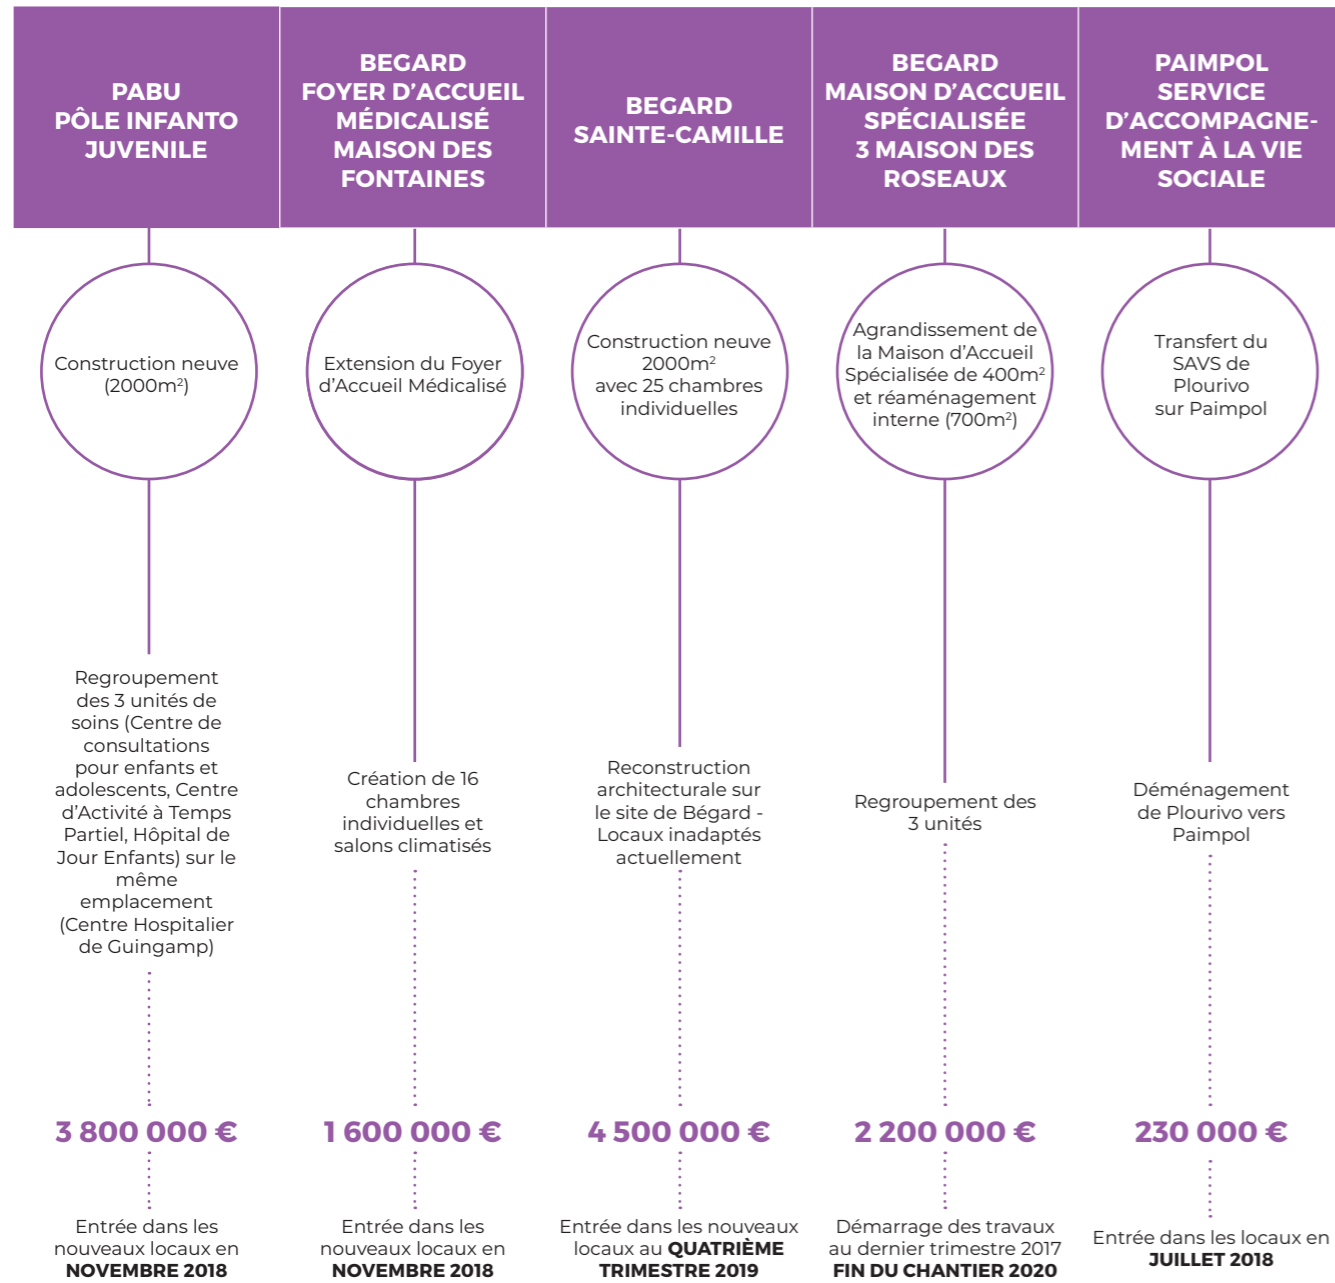 PABU
PÔLE INFANTO
JUVENILE
BEGARD
FOYER D'ACCUEIL
MÉDICALISÉ
MAISON DES
FONTAINES
BEGARD
SAINTE-CAMILLE
BEGARD
MAISON D'ACCUEIL
SPÉCIALISÉE
3 MAISON DES
ROSEAUX
PAIMPOL
SERVICE
D'ACCOMPAGNE-
MENT À LA VIE
SOCIALE
Construction neuve
(2000m²)
Extension du Foyer
d'Accueil Médicalisé
Construction neuve
2000m²
avec 25 chambres
individuelles
Agrandissement de
la Maison d'Accueil
Spécialisée de 400m²
et réaménagement
interne (700m²)
Transfert du
SAVS de
Plourivo
sur Paimpol
Regroupement
des 3 unités de
soins (Centre de
consultations
pour enfants et
adolescents, Centre
d'Activité à Temps
Partiel, Hôpital de
Jour Enfants) sur le
même
emplacement
(Centre Hospitalier
de Guingamp)
Création de 16
chambres
individuelles et
salons climatisés
Reconstruction
architecturale sur
le site de Bégard -
Locaux inadaptés
actuellement
Regroupement des
3 unités
Déménagement
de Plourivo vers
Paimpol
3 800 000 €
1 600 000 €
4 500 000 €
2 200 000 €
230 000 €
Entrée dans les
nouveaux locaux en
NOVEMBRE 2018
Entrée dans les
nouveaux locaux en
NOVEMBRE 2018
Entrée dans les nouveaux
locaux au QUATRIÈME
TRIMESTRE 2019
Démarrage des travaux
au dernier trimestre 2017
FIN DU CHANTIER 2020
Entrée dans les locaux en
JUILLET 2018